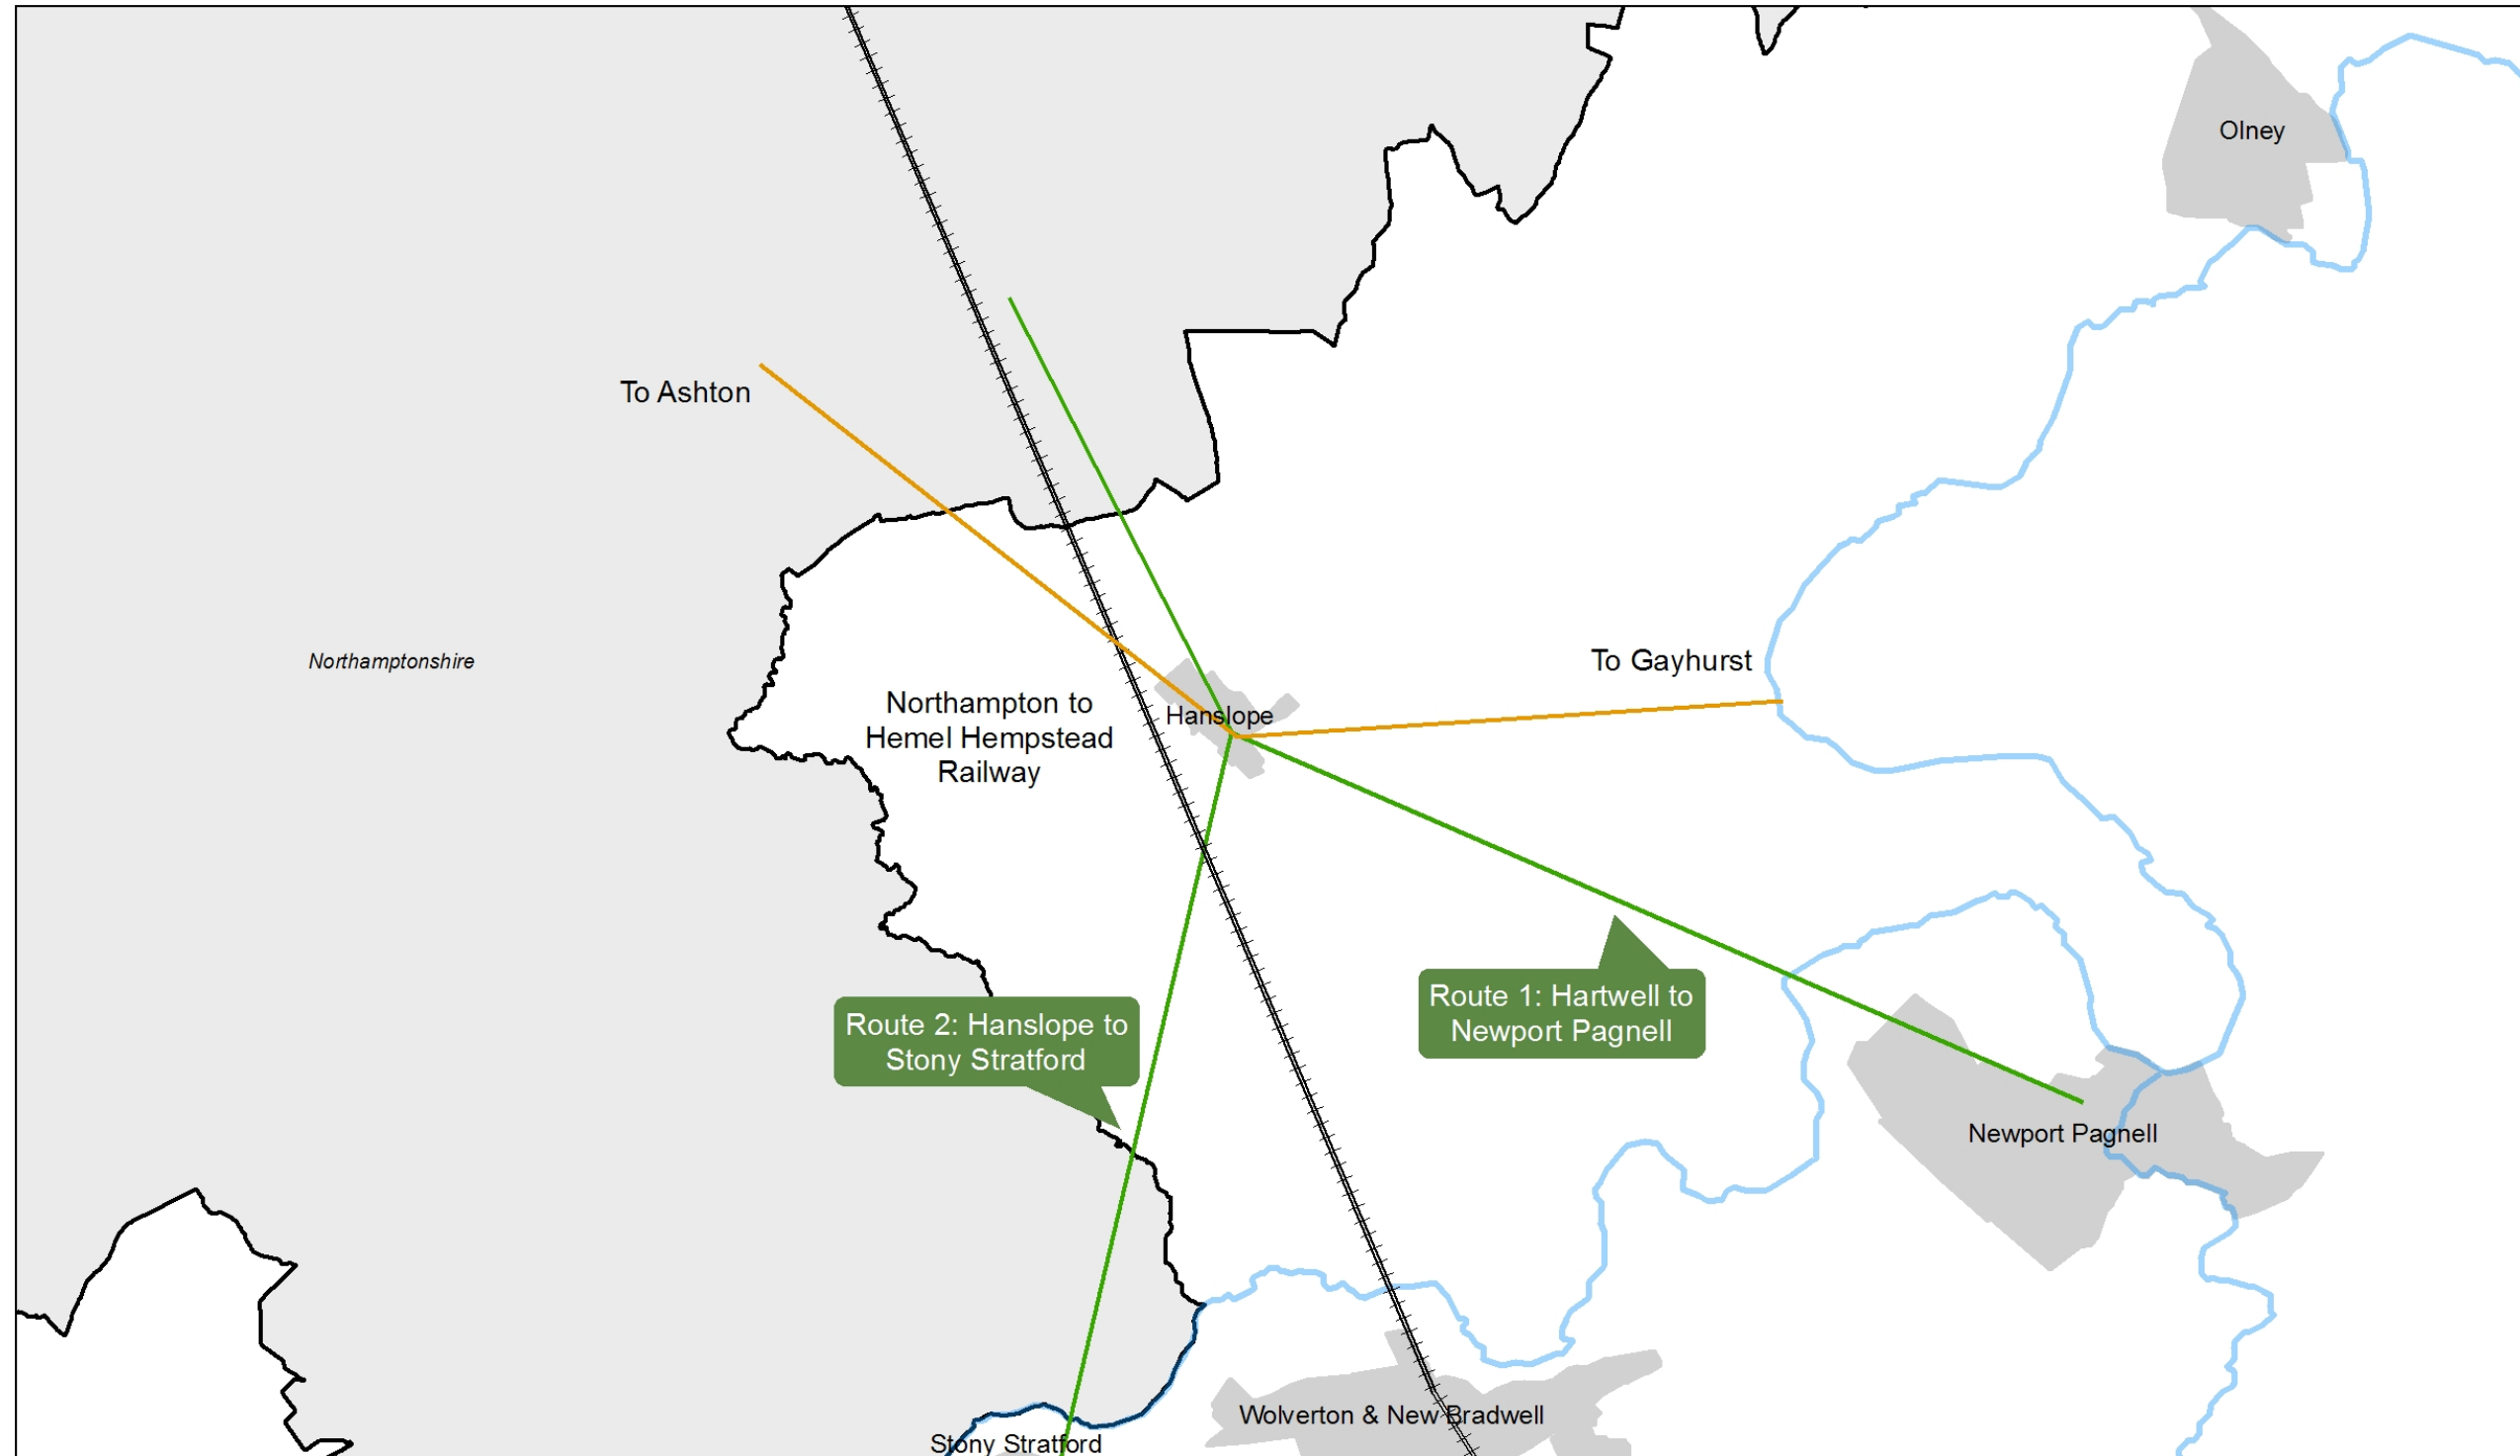 Olney
To Ashton
Northamptonshire
To Gayhurst
Northampton to
Hemel Hempstead
Railway
Hanslope
Route 1: Hartwell to
Newport Pagnell
Route 2: Hanslope to
Stony Stratford
Newport Pagnell
Wolverton & New Bradwell
Stony Stratford